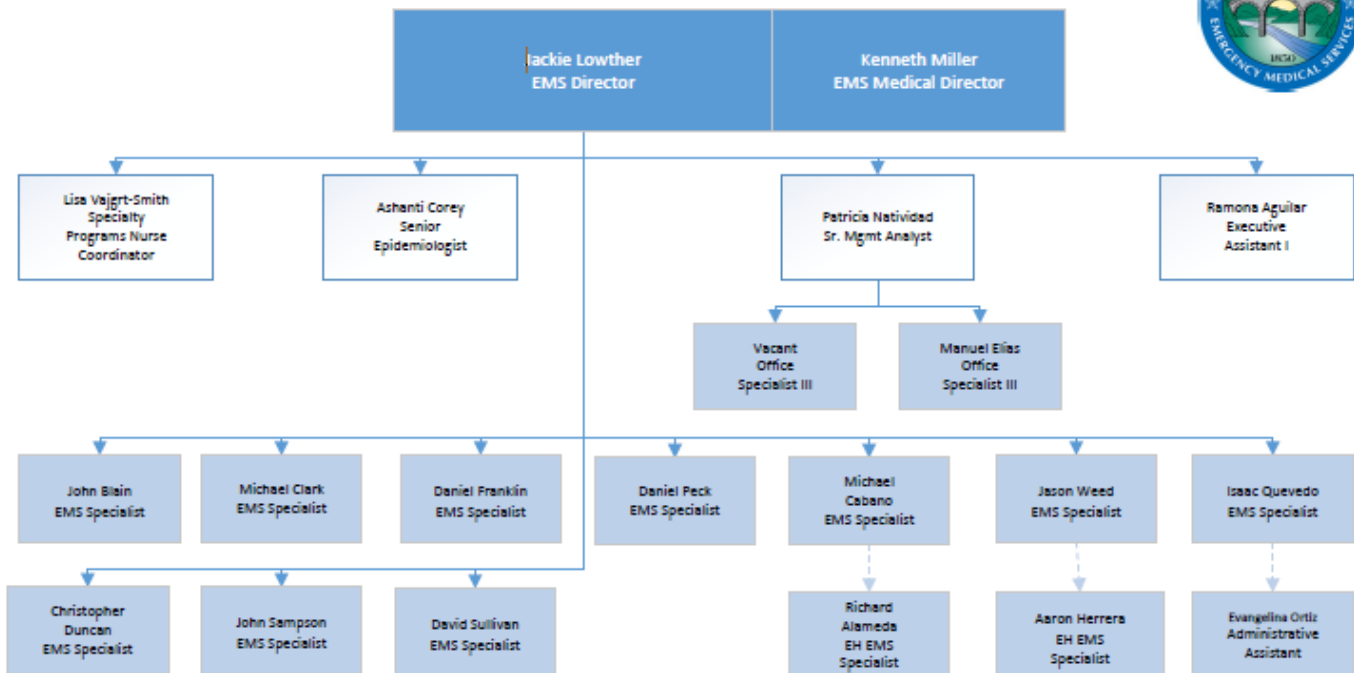 Jackie Lowther
EMS Director
Kenneth Miller
EMS Medical Director
1850
EMERGENCY MEDICAL SERVICES
Lisa Vajgrt-Smith
Specialty
Programs Nurse
Coordinator
Ashanti Corey
Senior
Epidemiologist
Patricia Natividad
Sr. Mgmt Analyst
Ramona Aguilar
Executive
Assistant I
Vacant
Office
Specialist III
Manuel Elias
Office
Specialist III
John Blain
EMS Specialist
Michael Clark
EMS Specialist
Daniel Franklin
EMS Specialist
Daniel Peck
EMS Specialist
Michael
Cabano
EMS Specialist
Jason Weed
EMS Specialist
Isaac Quevedo
EMS Specialist
Christopher
Duncan
EMS Specialist
John Sampson
EMS Specialist
David Sullivan
EMS Specialist
Richard
Alameda
EH EMS
Specialist
Aaron Herrera
EH EMS
Specialist
Evangelina Ortiz
Administrative
Assistant